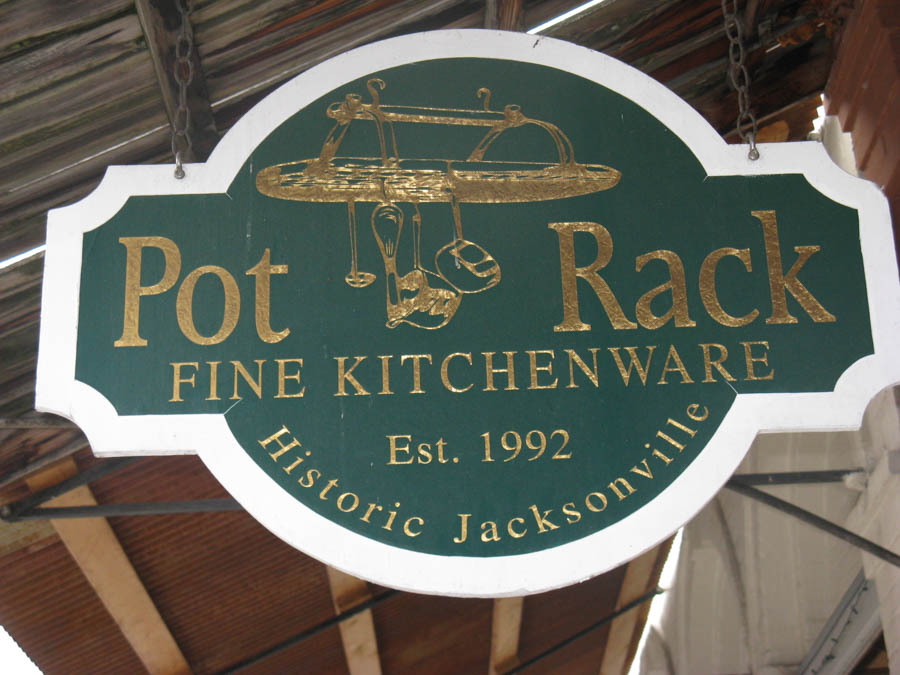 Pot Rack
FINE KITCHENWARE
Est. 1992
Historic Jacksonville